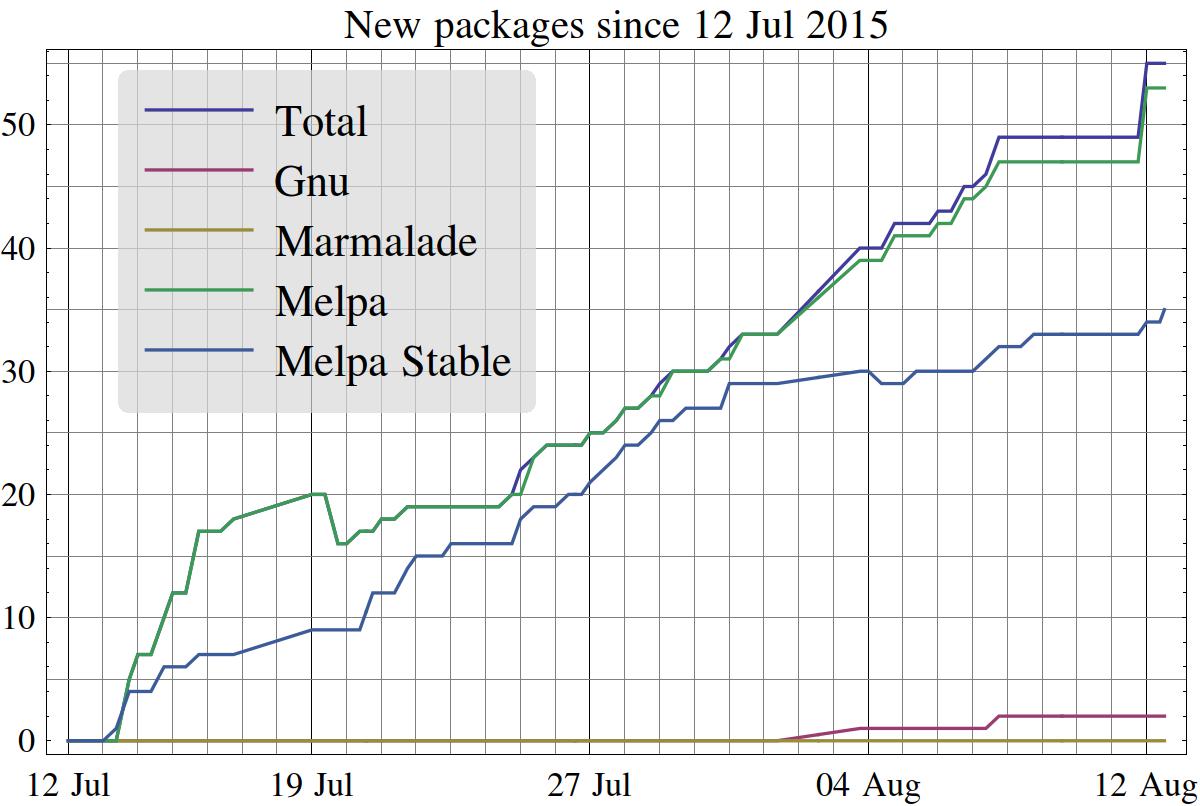 New packages since 12 Jul 2015
Total
Gnu
Marmalade
Melpa
Melpa Stable
50
40
30
20
10
0
12 Jul
19 Jul
27 Jul
04 Aug
12 Aug